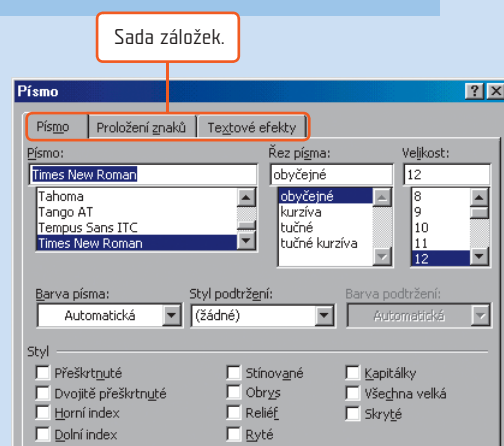 Sada záložek.
Písmo
Písmo Proložení znaků Textové efekty
Písmo: Řez písma: Velikost:
Times New Roman obyčejné 12
Tahoma obyčejné 8
Tango AT kurzíva 9
Tempus Sans ITC tučné 10
Times New Roman tučné kurzíva 11
12
Barva písma: Styl podtržení: Barva podtržení:
Automatická (žádné) Automatická
Styl
Přeškrtnuté Stínované Kapitálky
Dvojitě přeškrtnuté Obrys Všechna velká
Horní index Reliéf Skryté
Dolní index Ryté